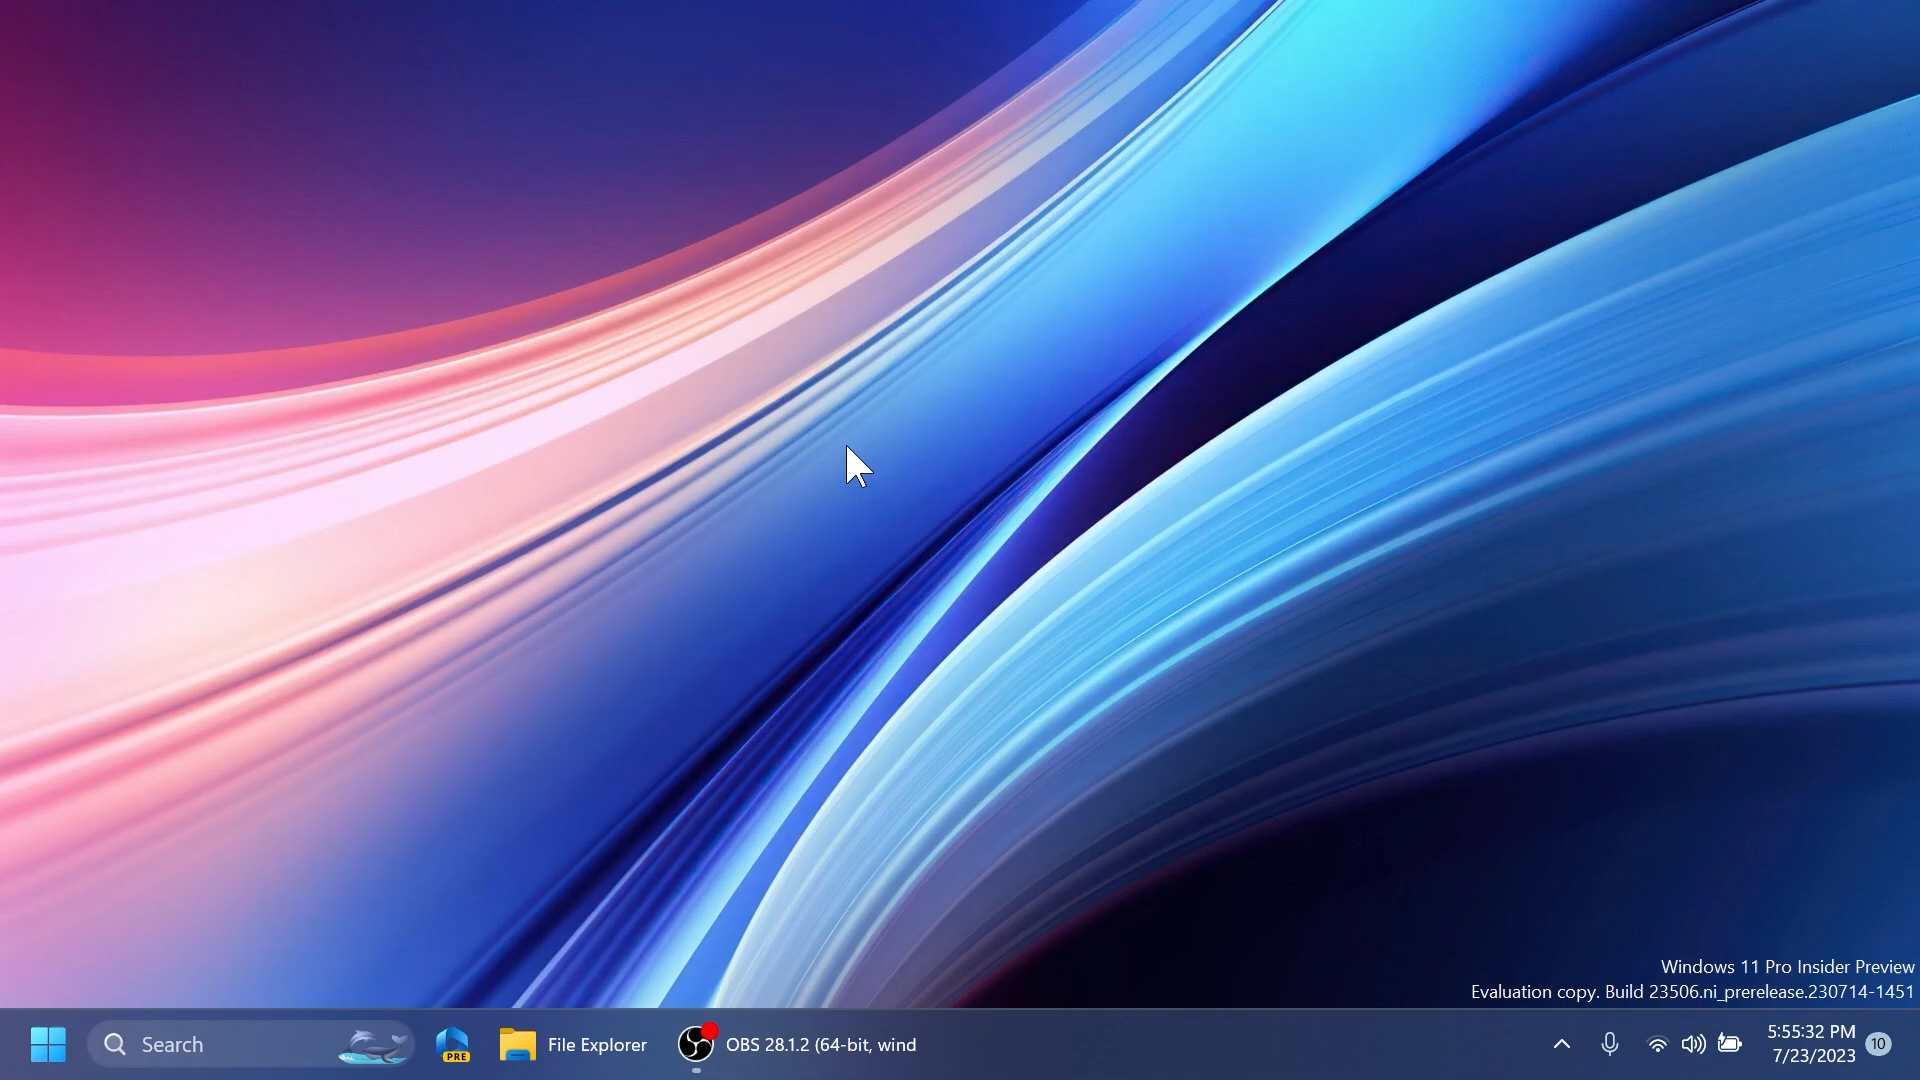 Windows 11 Pro Insider Preview
Evaluation copy. Build 23506.ni_prerelease.230714-1451
Search
PRE
File Explorer
OBS 28.1.2 (64-bit, wind
5:55:32 PM
7/23/2023
10